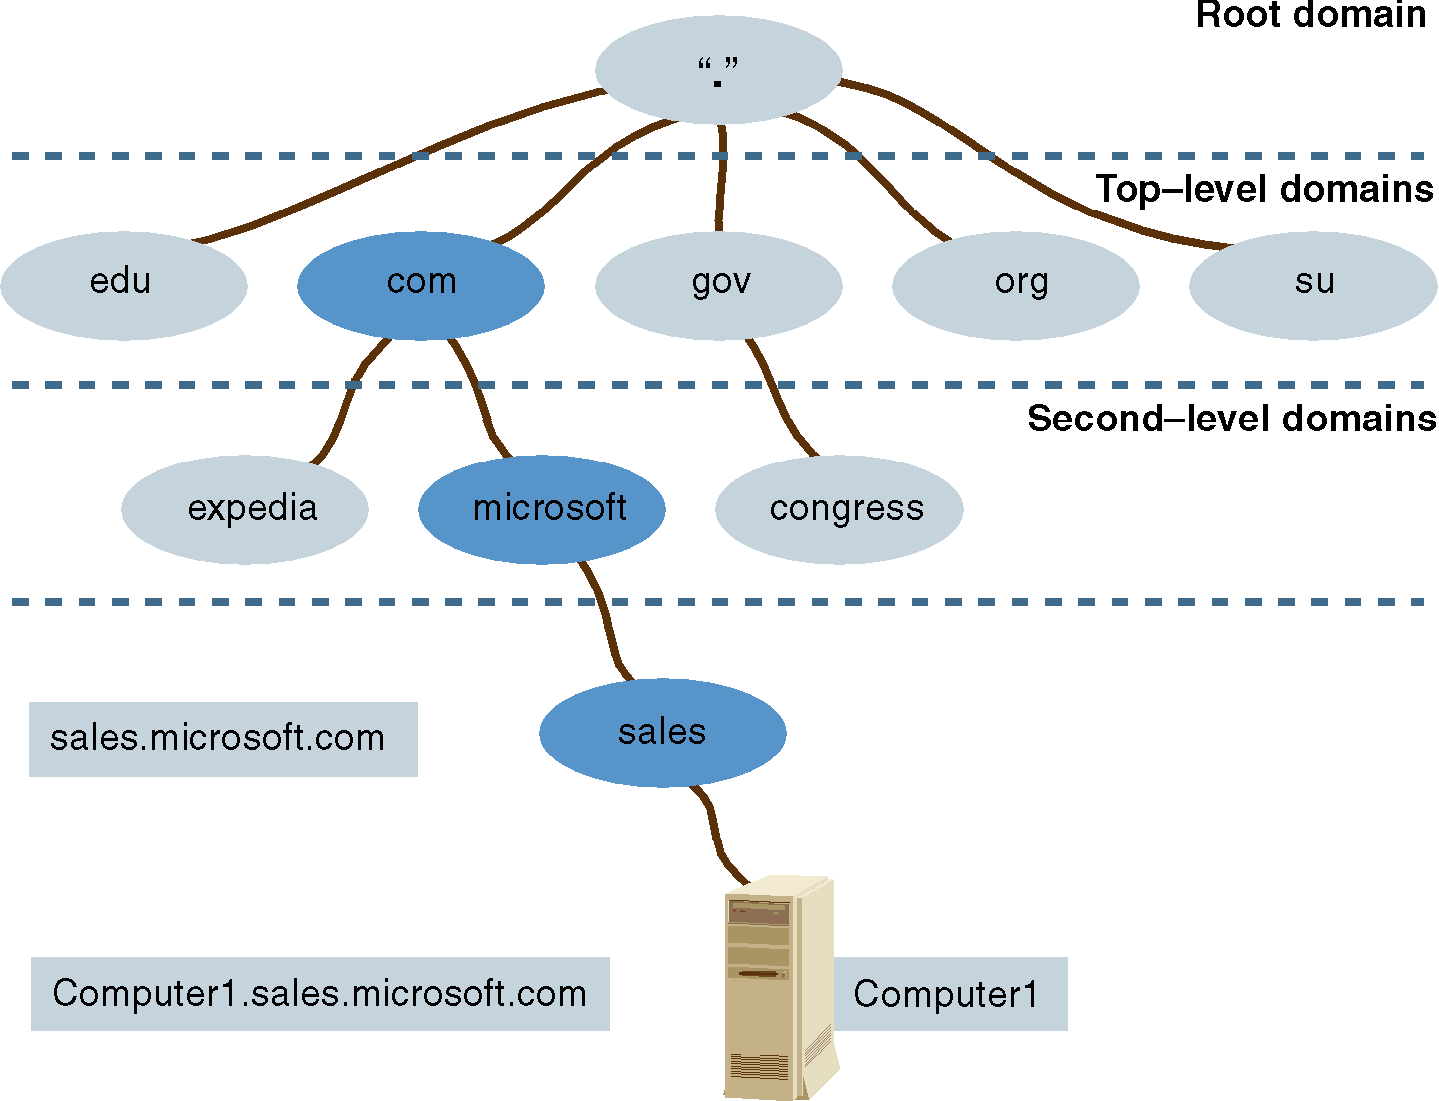 Root domain
“.”
Top–level domains
edu
com
gov
org
su
Second–level domains
expedia
microsoft
congress
sales.microsoft.com
sales
Computer1.sales.microsoft.com
Computer1